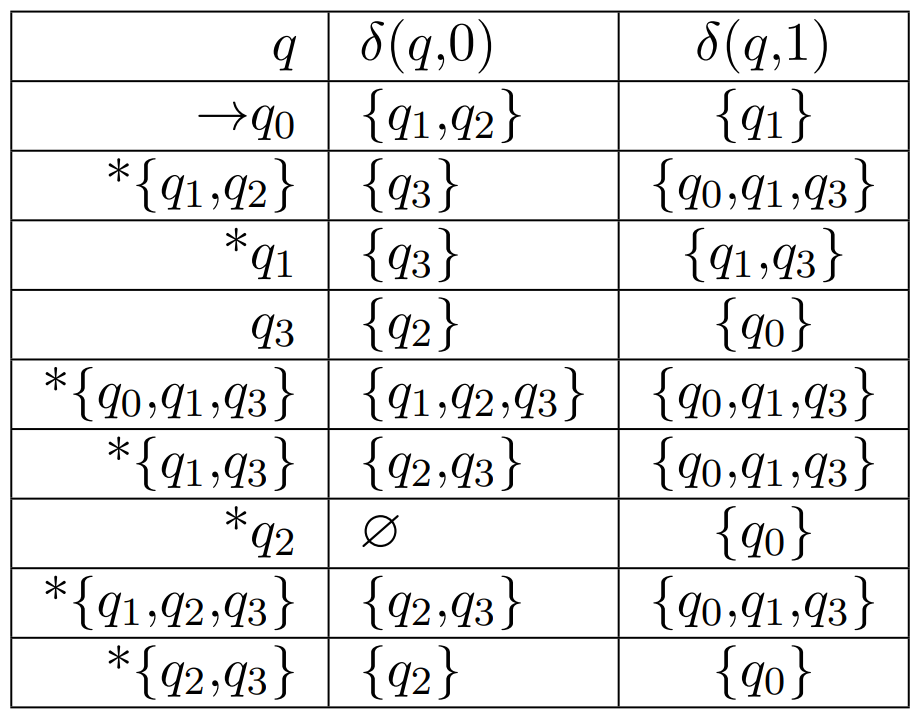 q δ(q,0) δ(q,1)
→q₀ {q₁,q₂} {q₁}
*{q₁,q₂} {q₃} {q₀,q₁,q₃}
*q₁ {q₃} {q₁,q₃}
q₃ {q₂} {q₀}
*{q₀,q₁,q₃} {q₁,q₂,q₃} {q₀,q₁,q₃}
*{q₁,q₃} {q₂,q₃} {q₀,q₁,q₃}
*q₂ ∅ {q₀}
*{q₁,q₂,q₃} {q₂,q₃} {q₀,q₁,q₃}
*{q₂,q₃} {q₂} {q₀}